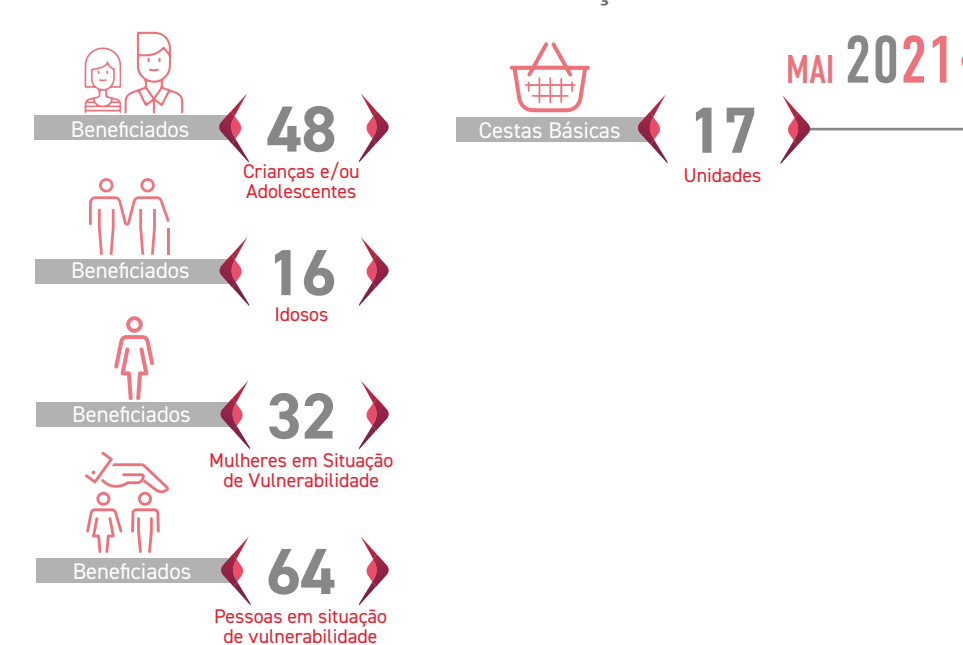 Beneficiados
48
Crianças e/ou
Adolescentes
Beneficiados
16
Idosos
Beneficiados
32
Mulheres em Situação
de Vulnerabilidade
Beneficiados
64
Pessoas em situação
de vulnerabilidade
Cestas Básicas
17
Unidades
MAI 2021